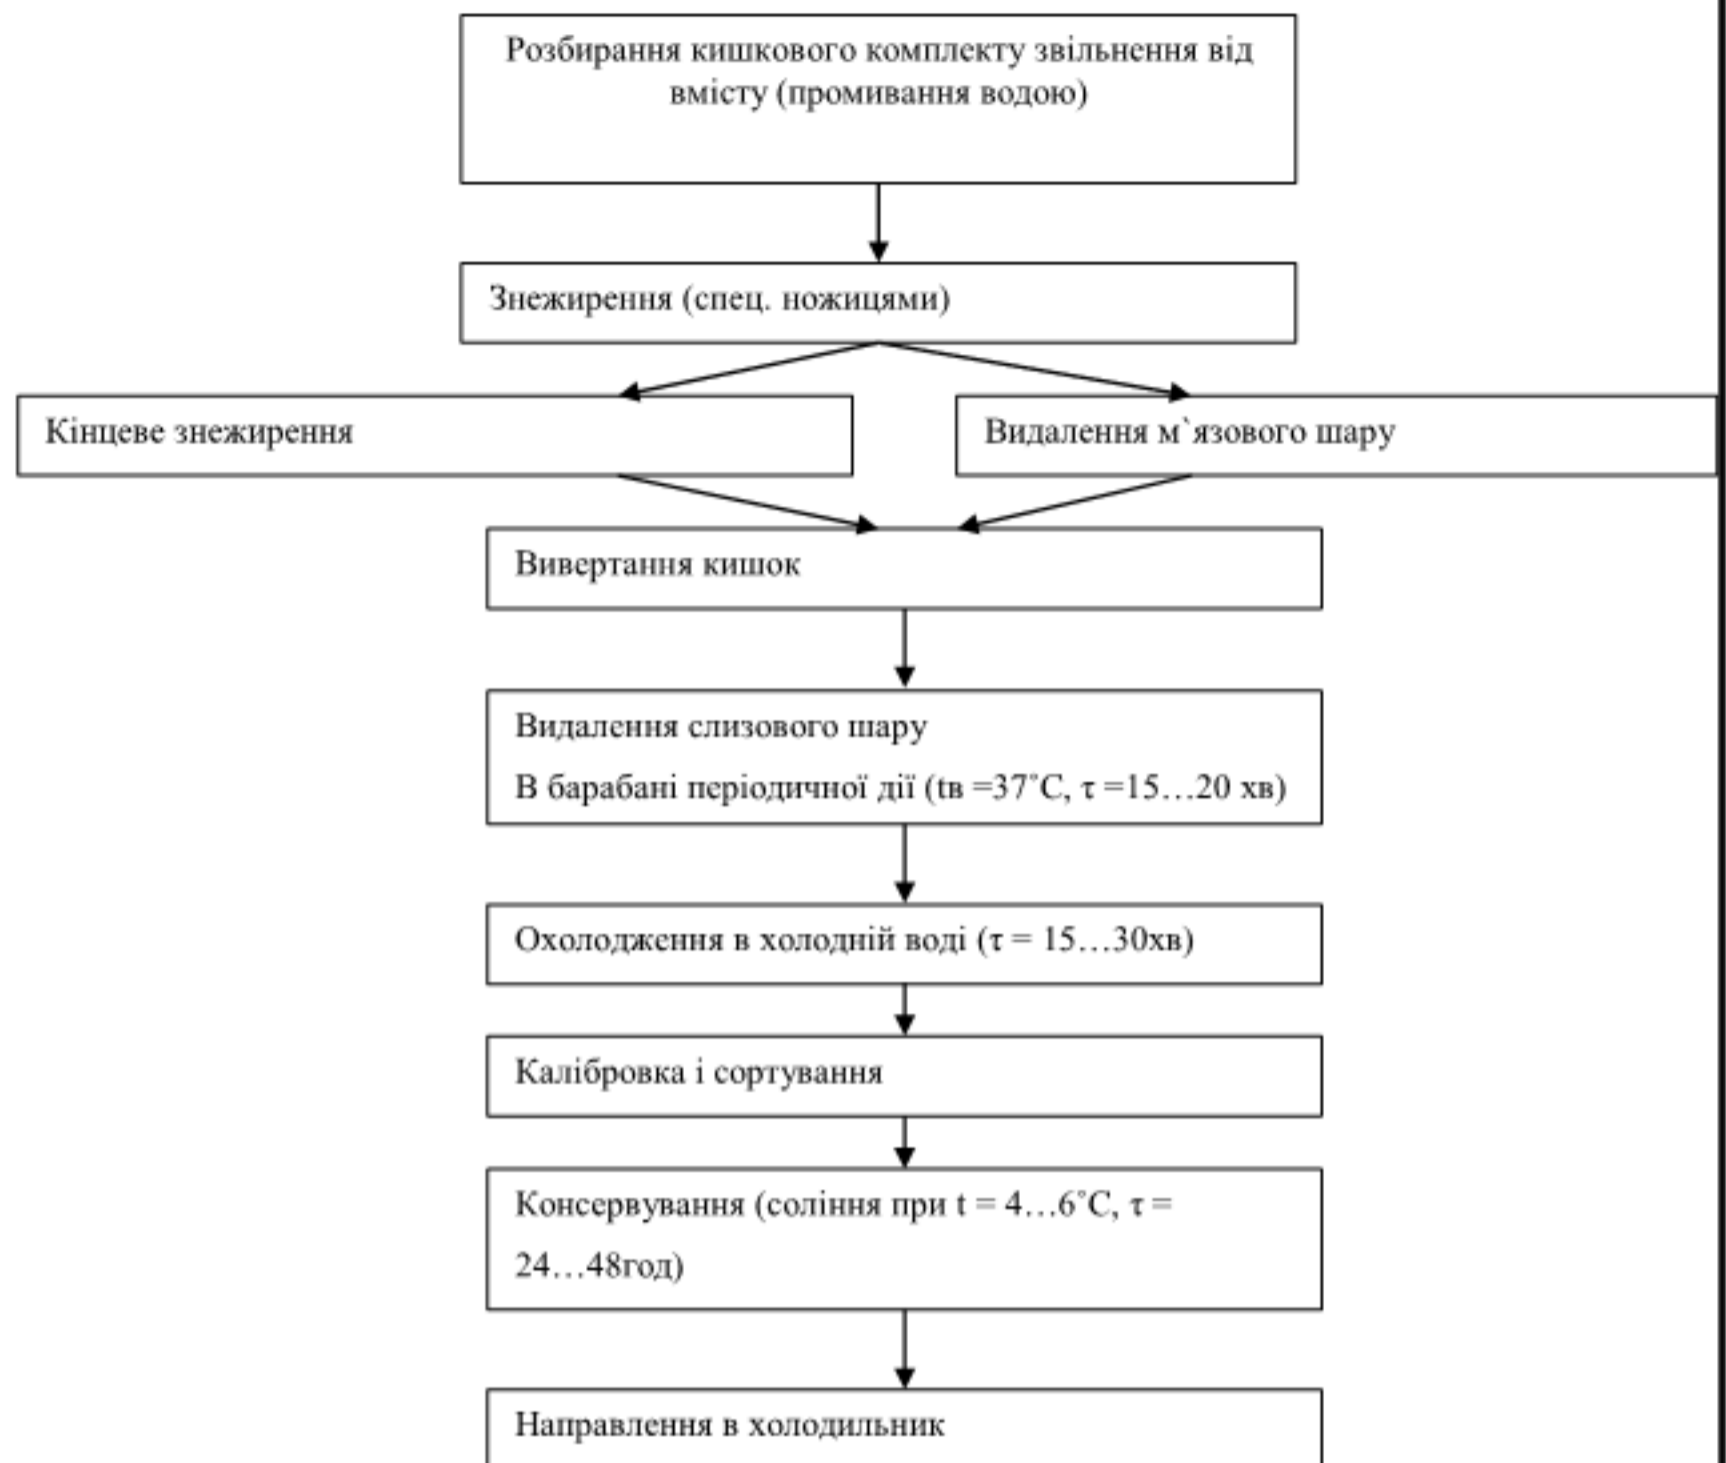 Розбирання кишкового комплекту звільнення від
вмісту (промивання водою)
Знежирення (спец. ножицями)
Кінцеве знежирення
Видалення м`язового шару
Вивертання кишок
Видалення слизового шару
В барабані періодичної дії (tв =37˚С, τ =15…20 хв)
Охолодження в холодній воді (τ = 15…30хв)
Калібровка і сортування
Консервування (соління при t = 4…6˚С, τ =
24…48год)
Направлення в холодильник